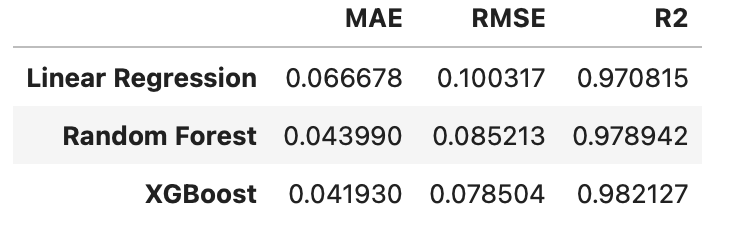 MAE RMSE R2
Linear Regression 0.066678 0.100317 0.970815
Random Forest 0.043990 0.085213 0.978942
XGBoost 0.041930 0.078504 0.982127